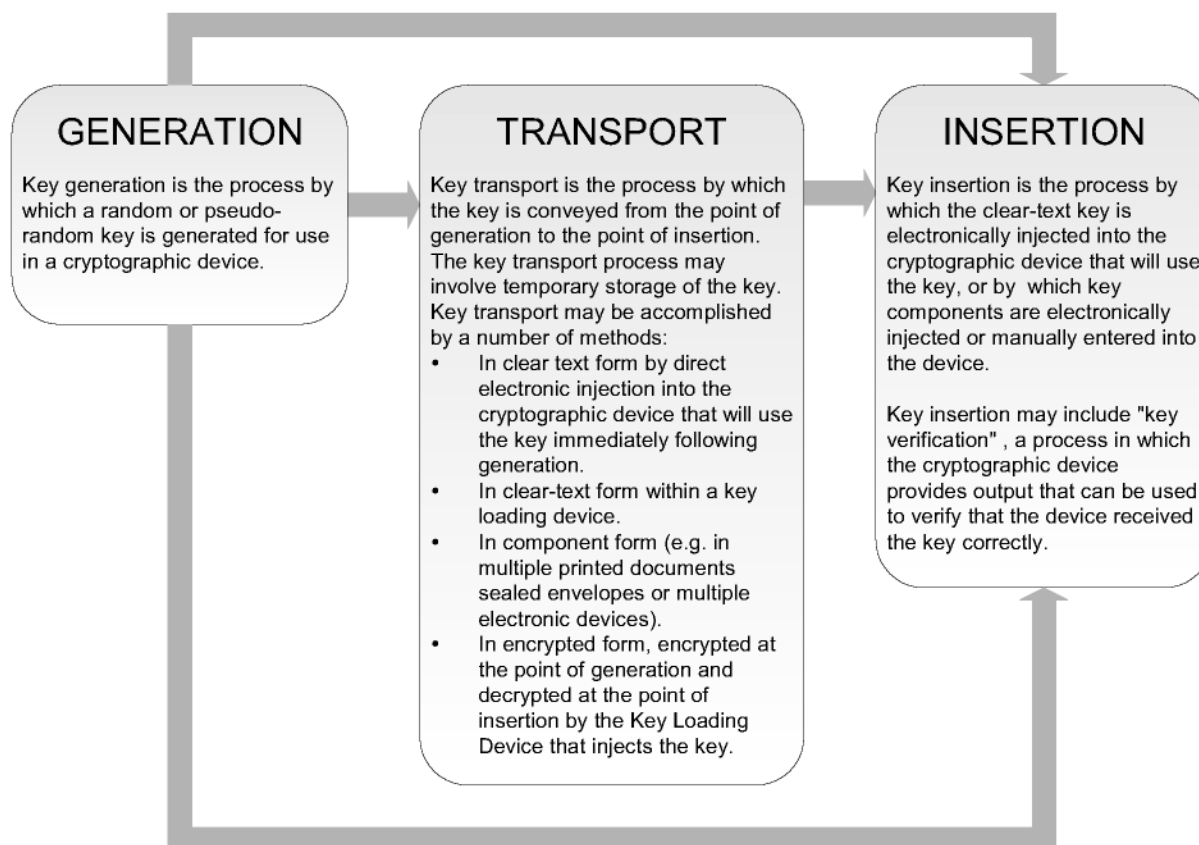 GENERATION
Key generation is the process by
which a random or pseudo-
random key is generated for use
in a cryptographic device.
TRANSPORT
Key transport is the process by which
the key is conveyed from the point of
generation to the point of insertion.
The key transport process may
involve temporary storage of the key.
Key transport may be accomplished
by a number of methods:
• In clear text form by direct
electronic injection into the
cryptographic device that will use
the key immediately following
generation.
• In clear-text form within a key
loading device.
• In component form (e.g. in
multiple printed documents
sealed envelopes or multiple
electronic devices).
• In encrypted form, encrypted at
the point of generation and
decrypted at the point of
insertion by the Key Loading
Device that injects the key.
INSERTION
Key insertion is the process by
which the clear-text key is
electronically injected into the
cryptographic device that will use
the key, or by which key
components are electronically
injected or manually entered into
the device.
Key insertion may include "key
verification" , a process in which
the cryptographic device
provides output that can be used
to verify that the device received
the key correctly.